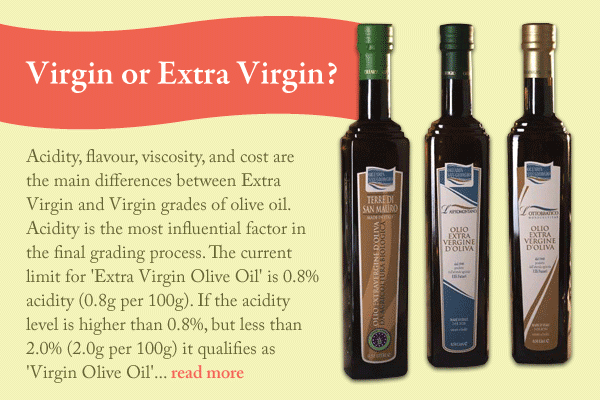 Virgin or Extra Virgin?
Acidity, flavour, viscosity, and cost are
the main differences between Extra
Virgin and Virgin grades of olive oil.
Acidity is the most influential factor in
the final grading process. The current
limit for 'Extra Virgin Olive Oil' is 0.8%
acidity (0.8g per 100g). If the acidity
level is higher than 0.8%, but less than
2.0% (2.0g per 100g) it qualifies as
'Virgin Olive Oil'... read more
TERRE DI
SAN MAURO
OLIO EXTRAVERGINE D'OLIVA
DA AGRICOLTURA BIOLOGICA
OLIO
EXTRA
VERGINE
D'OLIVA
OLIO
EXTRA
VERGINE
D'OLIVA